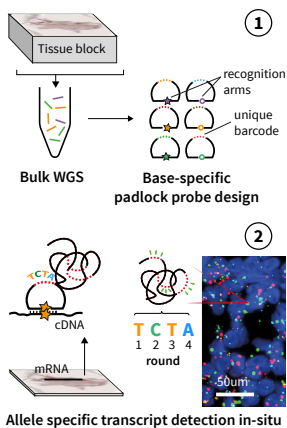 1
Tissue block
recognition
arms
unique
barcode
Bulk WGS
Base-specific
padlock probe design
2
TCTA
cDNA
mRNA
T C T A
1 2 3 4
round
50um
Allele specific transcript detection in-situ